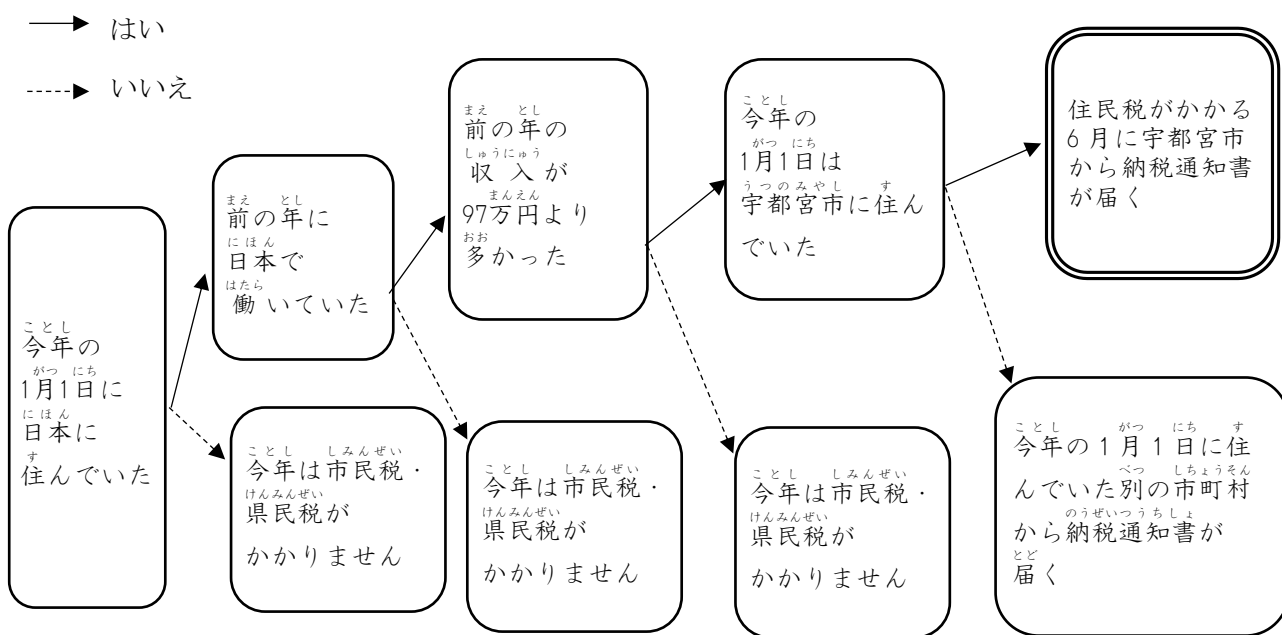 はい
いいえ
今年の
1月1日に
日本に
住んでいた
前の年に
日本で
働いていた
今年は市民税・
県民税が
かかりません
前の年の
収入が
97万円より
多かった
今年は市民税・
県民税が
かかりません
今年の
1月1日は
宇都宮市に住ん
でいた
今年は市民税・
県民税が
かかりません
住民税がかかる
6月に宇都宮市
から納税通知書
が届く
今年の1月1日に住
んでいた別の市町村
から納税通知書が
届く